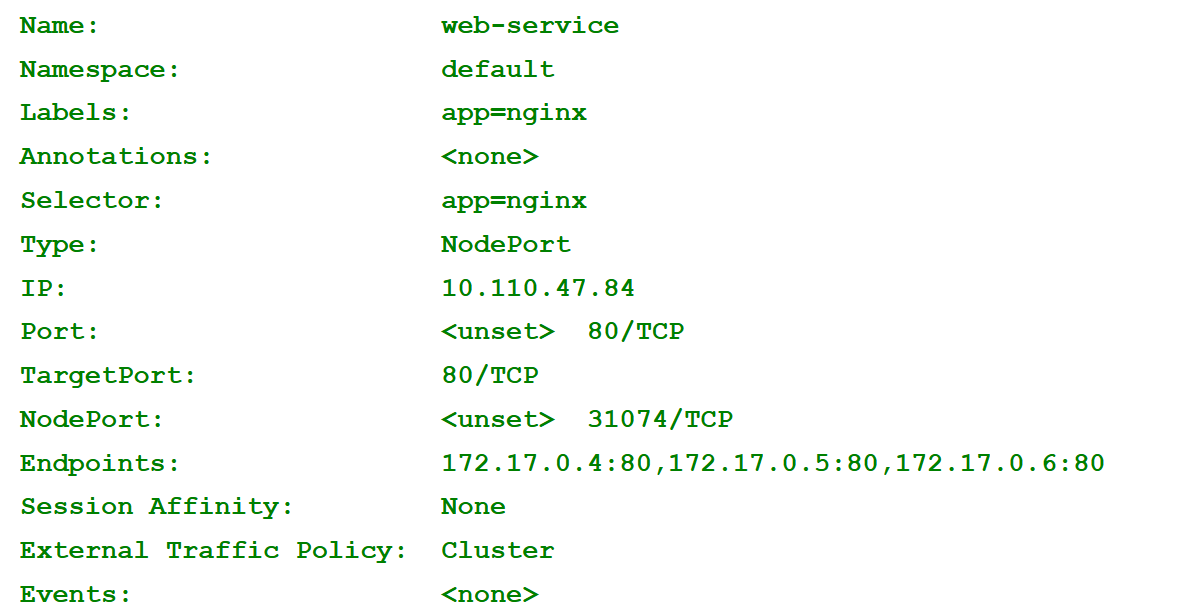 Name:                     web-service
Namespace:                default
Labels:                   app=nginx
Annotations:              <none>
Selector:                 app=nginx
Type:                     NodePort
IP:                       10.110.47.84
Port:                     <unset>  80/TCP
TargetPort:               80/TCP
NodePort:                 <unset>  31074/TCP
Endpoints:                172.17.0.4:80,172.17.0.5:80,172.17.0.6:80
Session Affinity:         None
External Traffic Policy:  Cluster
Events:                   <none>